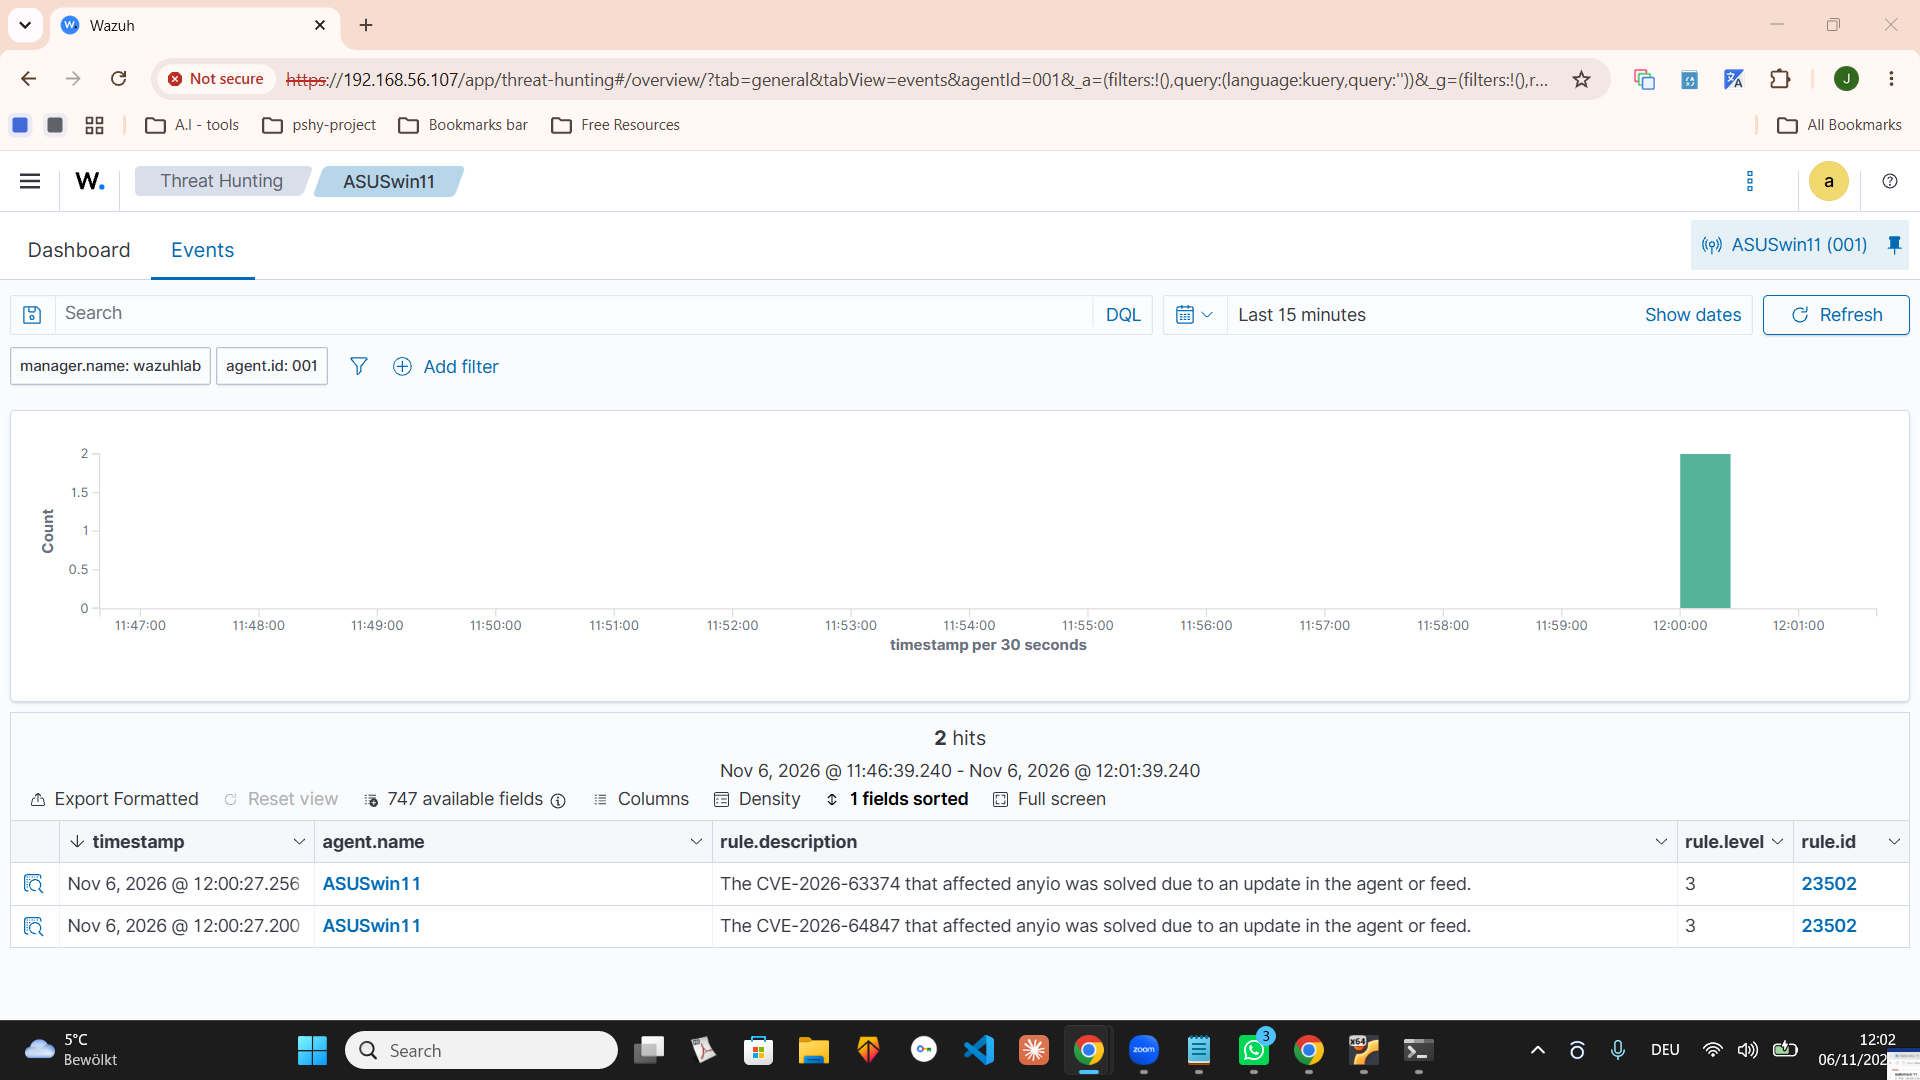 Wazuh
Not secure https://192.168.56.107/app/threat-hunting#/overview/?tab=general&tabView=events&agentId=001&_a=(filters:!(),query:(language:kuery,query:''))&_g=(filters:!(),r... J
A.I - tools pshy-project Bookmarks bar Free Resources All Bookmarks
W. Threat Hunting ASUSwin11 a
Dashboard Events ASUSwin11 (001)
Search DQL Last 15 minutes Show dates Refresh
manager.name: wazuhlab agent.id: 001 Add filter
2
1.5
1
0.5
0
Count
11:47:00 11:48:00 11:49:00 11:50:00 11:51:00 11:52:00 11:53:00 11:54:00 11:55:00 11:56:00 11:57:00 11:58:00 11:59:00 12:00:00 12:01:00
timestamp per 30 seconds
2 hits
Nov 6, 2026 @ 11:46:39.240 - Nov 6, 2026 @ 12:01:39.240
Export Formatted Reset view 747 available fields Columns Density 1 fields sorted Full screen
timestamp agent.name rule.description rule.level rule.id
Nov 6, 2026 @ 12:00:27.256 ASUSwin11 The CVE-2026-63374 that affected anyio was solved due to an update in the agent or feed. 3 23502
Nov 6, 2026 @ 12:00:27.200 ASUSwin11 The CVE-2026-64847 that affected anyio was solved due to an update in the agent or feed. 3 23502
5°C
Bewölkt
Search
zoom
3
x64
DEU
12:02
06/11/202